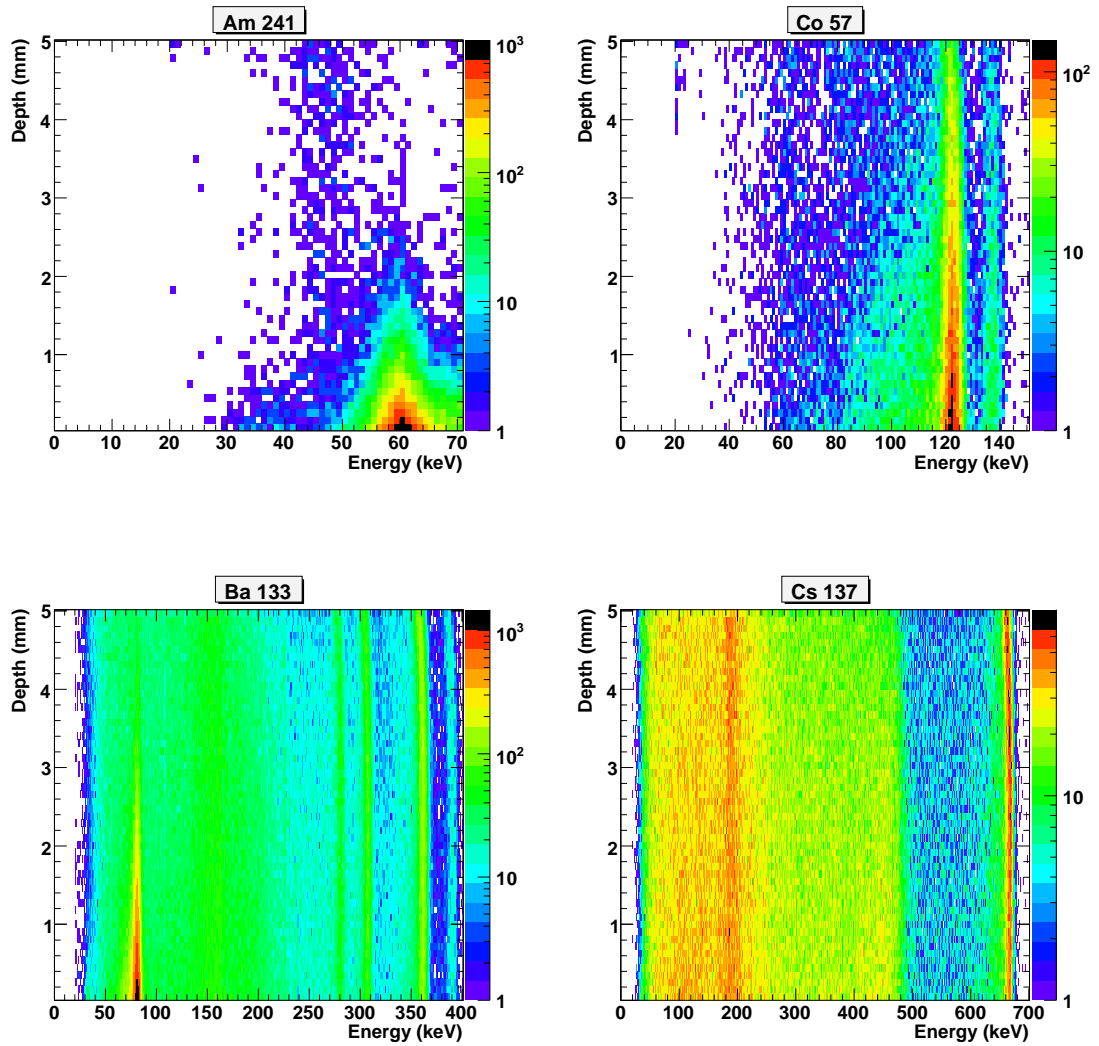 Am 241
Depth (mm)
5
4
3
2
1
0 10 20 30 40 50 60 70
Energy (keV)
10³
10²
10
1
Co 57
Depth (mm)
5
4
3
2
1
0 20 40 60 80 100 120 140
Energy (keV)
10²
10
1
Ba 133
Depth (mm)
5
4
3
2
1
0 50 100 150 200 250 300 350 400
Energy (keV)
10³
10²
10
1
Cs 137
Depth (mm)
5
4
3
2
1
0 100 200 300 400 500 600 700
Energy (keV)
10
1